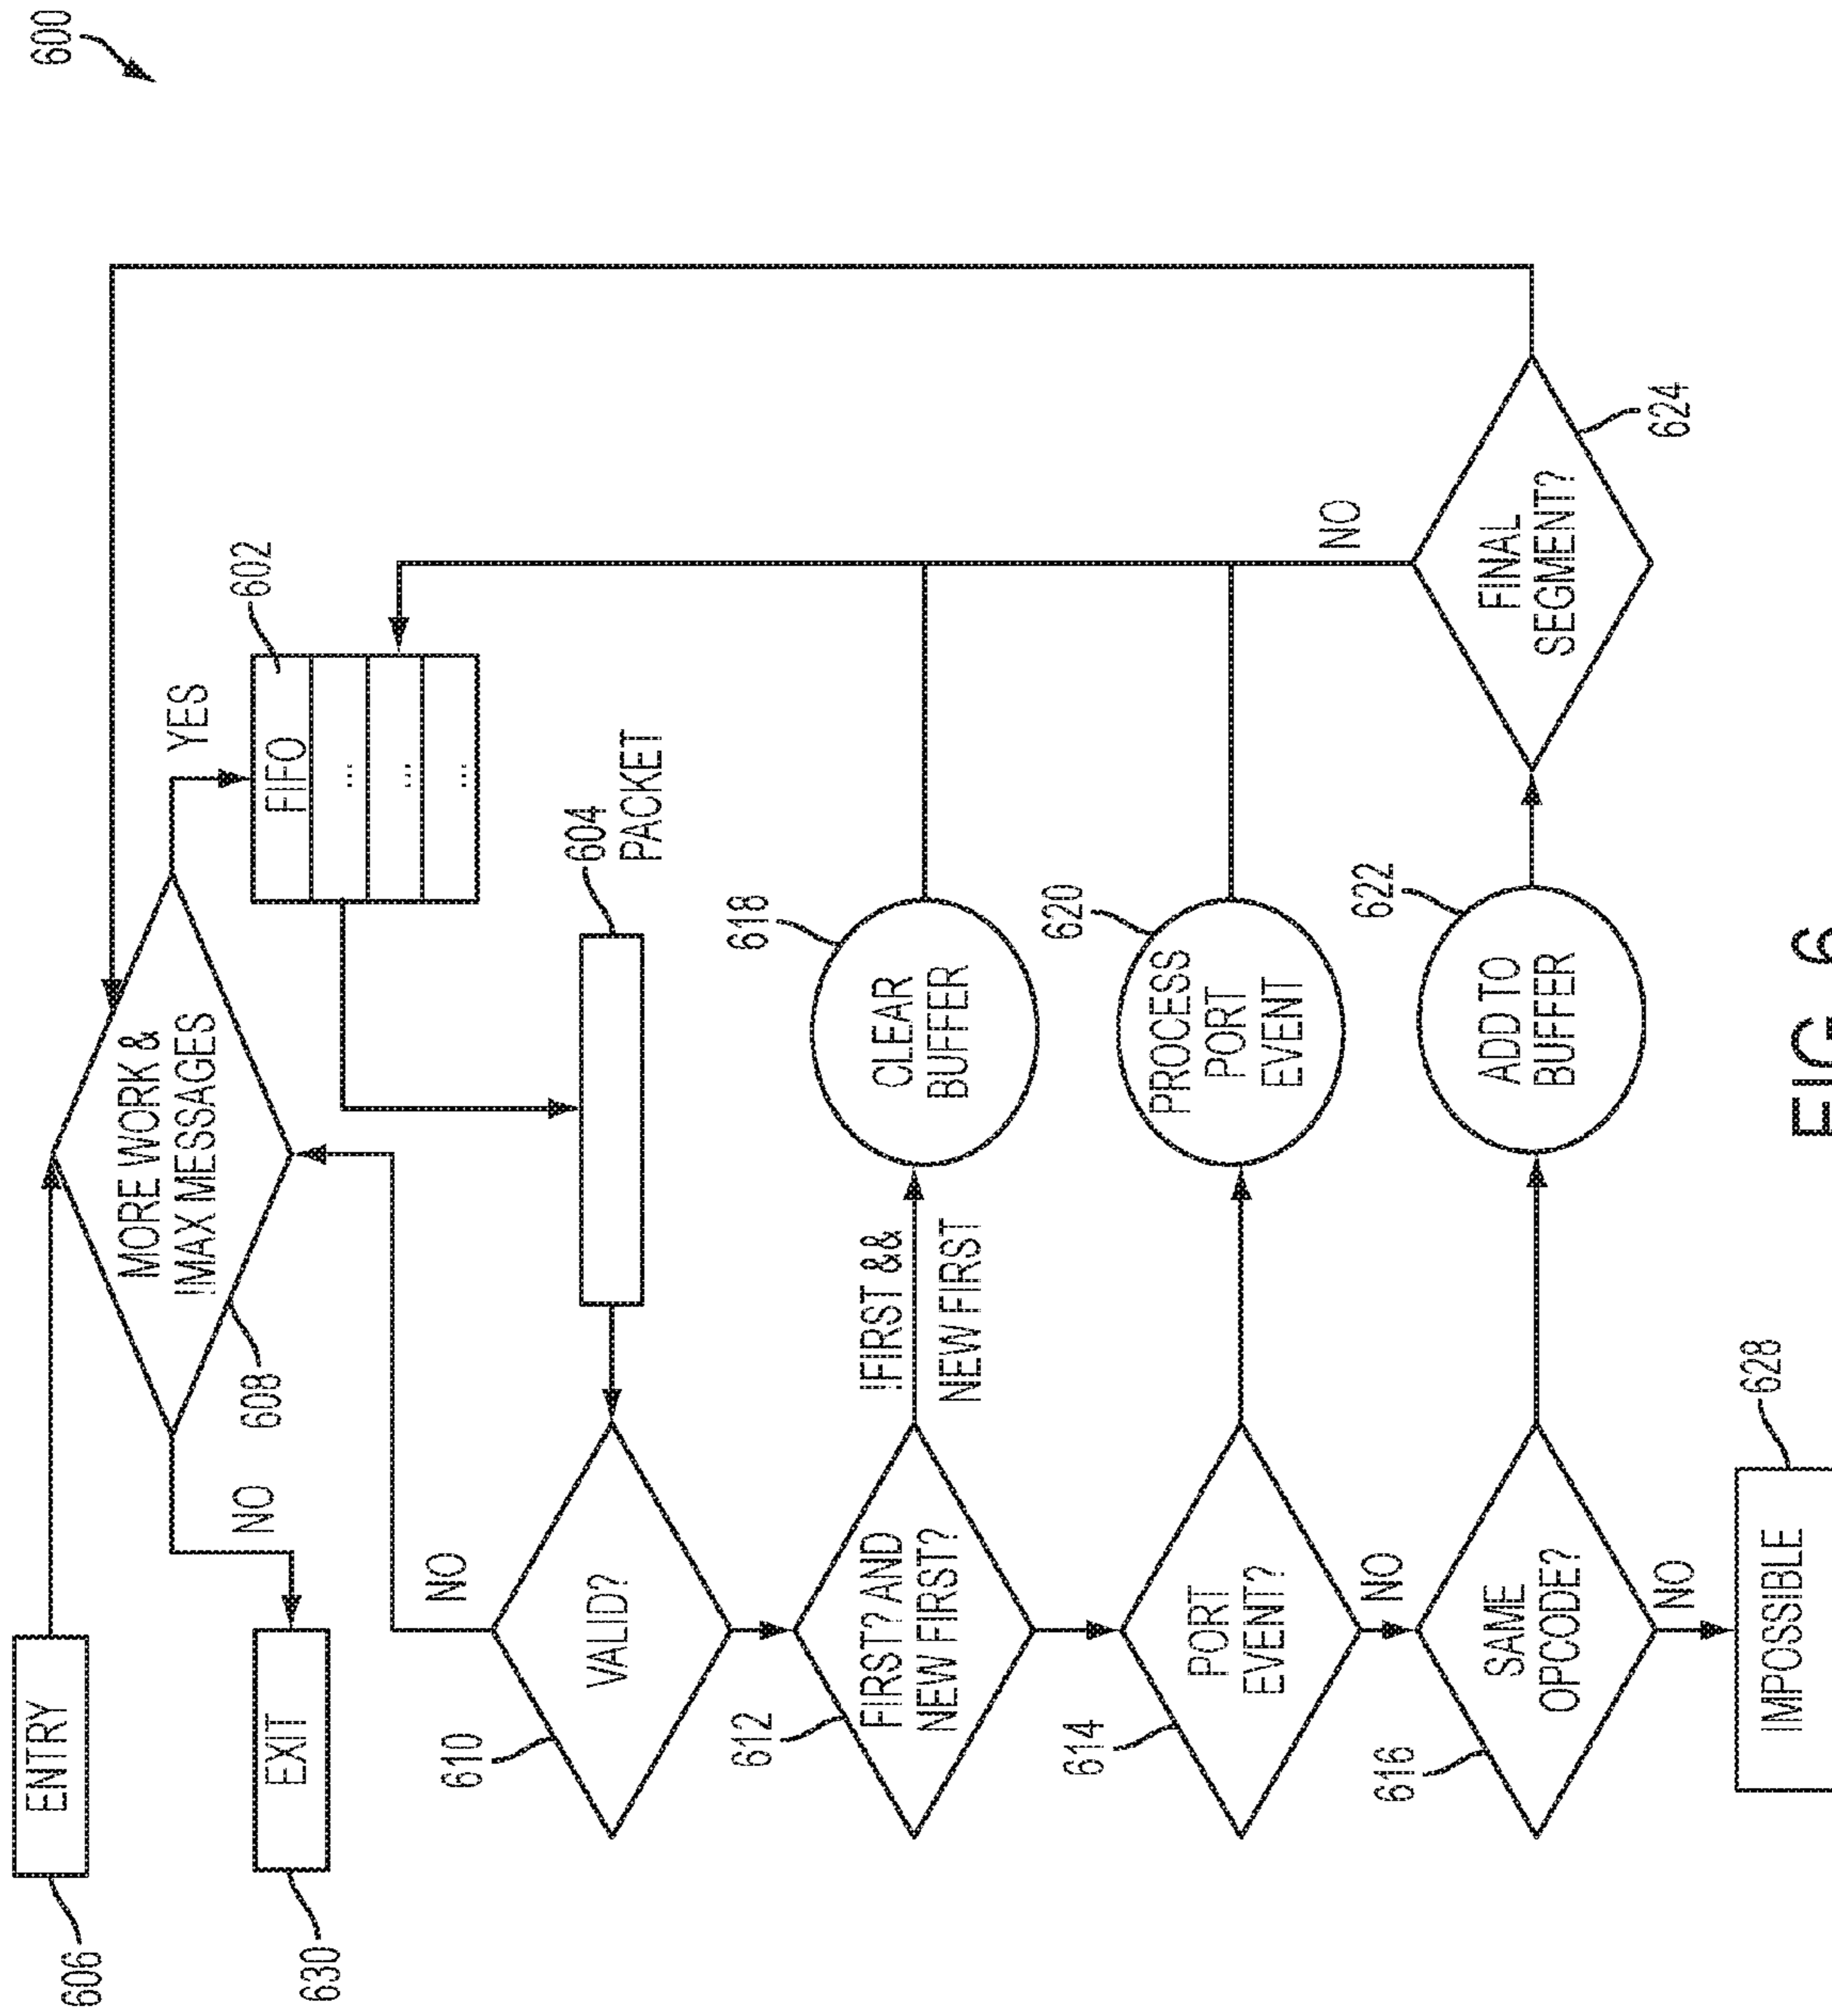 600
606
ENTRY
MORE WORK &
!MAX MESSAGES
608
YES
NO
630
EXIT
FIFO
...
...
...
602
604
PACKET
NO
VALID?
610
FIRST? AND
NEW FIRST?
612
!FIRST &&
NEW FIRST
CLEAR
BUFFER
618
PORT
EVENT?
614
PROCESS
PORT
EVENT
620
NO
SAME
OPCODE?
616
ADD TO
BUFFER
622
FINAL
SEGMENT?
624
NO
NO
IMPOSSIBLE
628
FIG. 6